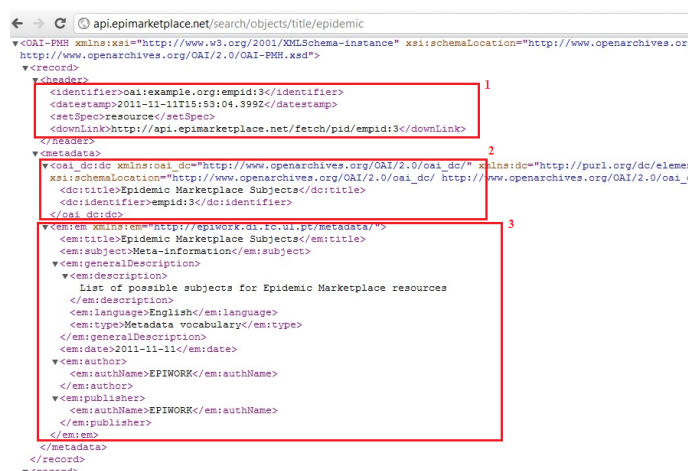 api.epimarketplace.net/search/objects/title/epidemic
▼<OAI-PMH xmlns:xsi="http://www.w3.org/2001/XMLSchema-instance" xsi:schemaLocation="http://www.openarchives.or
http://www.openarchives.org/OAI/2.0/OAI-PMH.xsd">
▼<record>
▼<header>
1
<identifier>oai:example.org:empid:3</identifier>
<datestamp>2011-11-11T15:53:04.399Z</datestamp>
<setSpec>resource</setSpec>
<downLink>http://api.epimarketplace.net/fetch/pid/empid:3</downLink>
</header>
▼<metadata>
2
▼<oai_dc:dc xmlns:oai_dc="http://www.openarchives.org/OAI/2.0/oai_dc/" xmlns:dc="http://purl.org/dc/eleme
xsi:schemaLocation="http://www.openarchives.org/OAI/2.0/oai_dc/ http://www.openarchives.org/OAI/2.0/oai_
<dc:title>Epidemic Marketplace Subjects</dc:title>
<dc:identifier>empid:3</dc:identifier>
</oai_dc:dc>
3
▼<em:em xmlns:em="http://epiwork.di.fc.ul.pt/metadata/">
<em:title>Epidemic Marketplace Subjects</em:title>
<em:subject>Meta-information</em:subject>
▼<em:generalDescription>
▼<em:description>
List of possible subjects for Epidemic Marketplace resources
</em:description>
<em:language>English</em:language>
<em:type>Metadata vocabulary</em:type>
</em:generalDescription>
<em:date>2011-11-11</em:date>
▼<em:author>
<em:authName>EPIWORK</em:authName>
</em:author>
▼<em:publisher>
<em:authName>EPIWORK</em:authName>
</em:publisher>
</em:em>
</metadata>
</record>
▼<record>